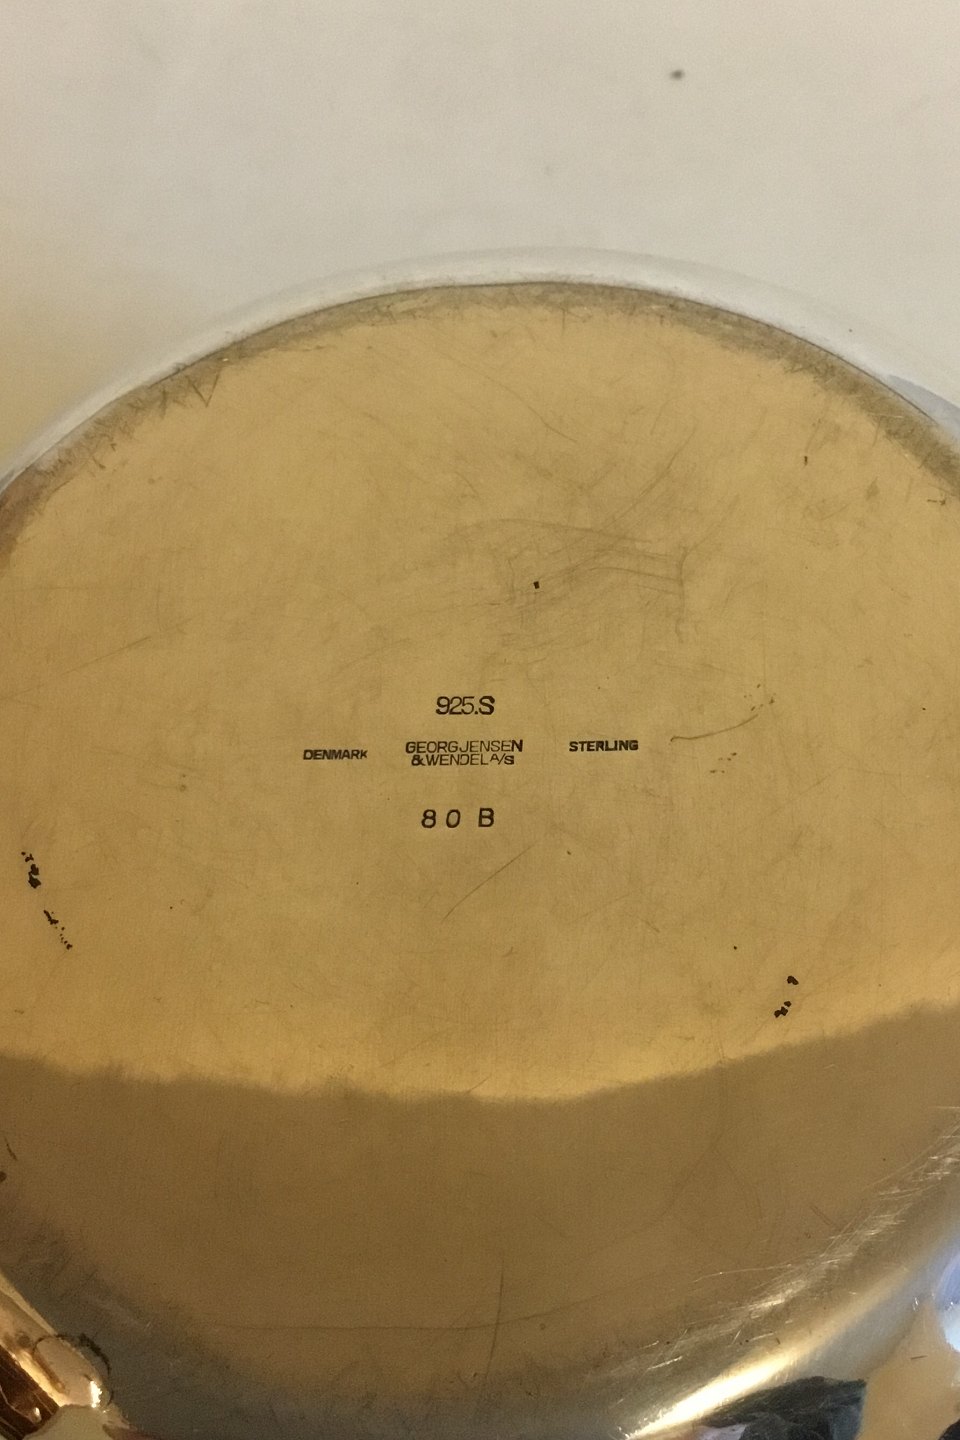 925.S
DENMARK GEORG JENSEN STERLING
& WENDEL A/S
80 B